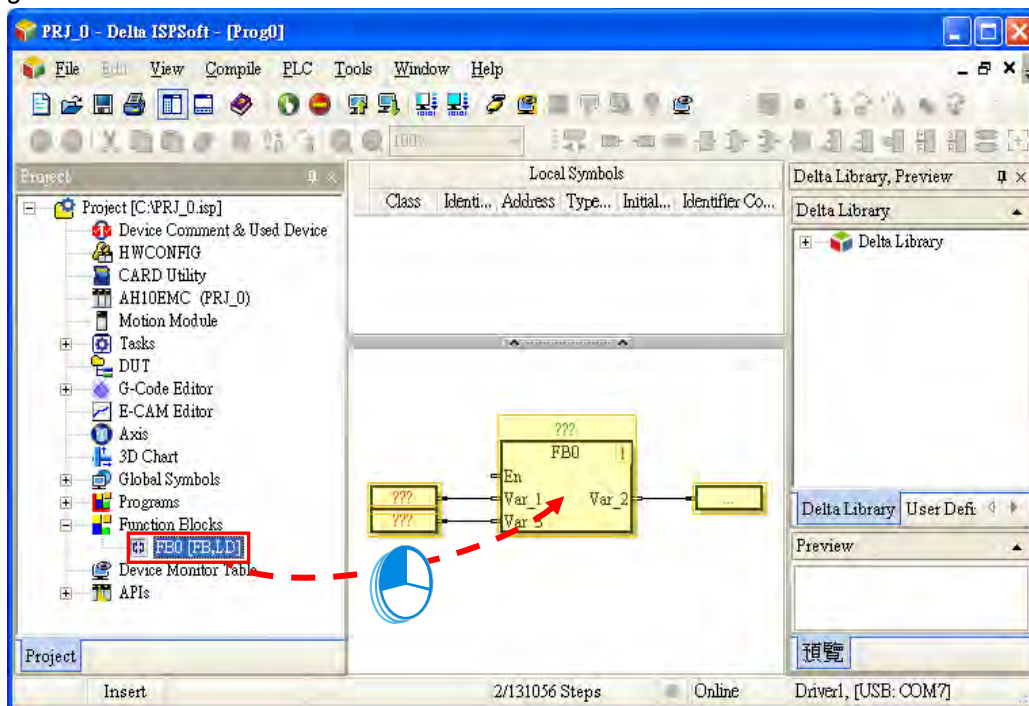 PRJ_0 - Delta ISPSoft - [Prog0]
File Edit View Compile PLC Tools Window Help
100%
Project
Project [C:\PRJ_0.isp]
Device Comment & Used Device
HWCONFIG
CARD Utility
AH10EMC (PRJ_0)
Motion Module
Tasks
DUT
G-Code Editor
E-CAM Editor
Axis
3D Chart
Global Symbols
Programs
Function Blocks
FB0 [FB,LD]
Device Monitor Table
APIs
Project
Local Symbols
Class Identi... Address Type... Initial... Identifier Co...
???
FB0 !
En
??? Var_1 Var_2 ...
??? Var_3
Delta Library, Preview
Delta Library
Delta Library
Delta Library User Defi
Preview
預覽
Insert 2/131056 Steps Online Driver1, [USB: COM7]